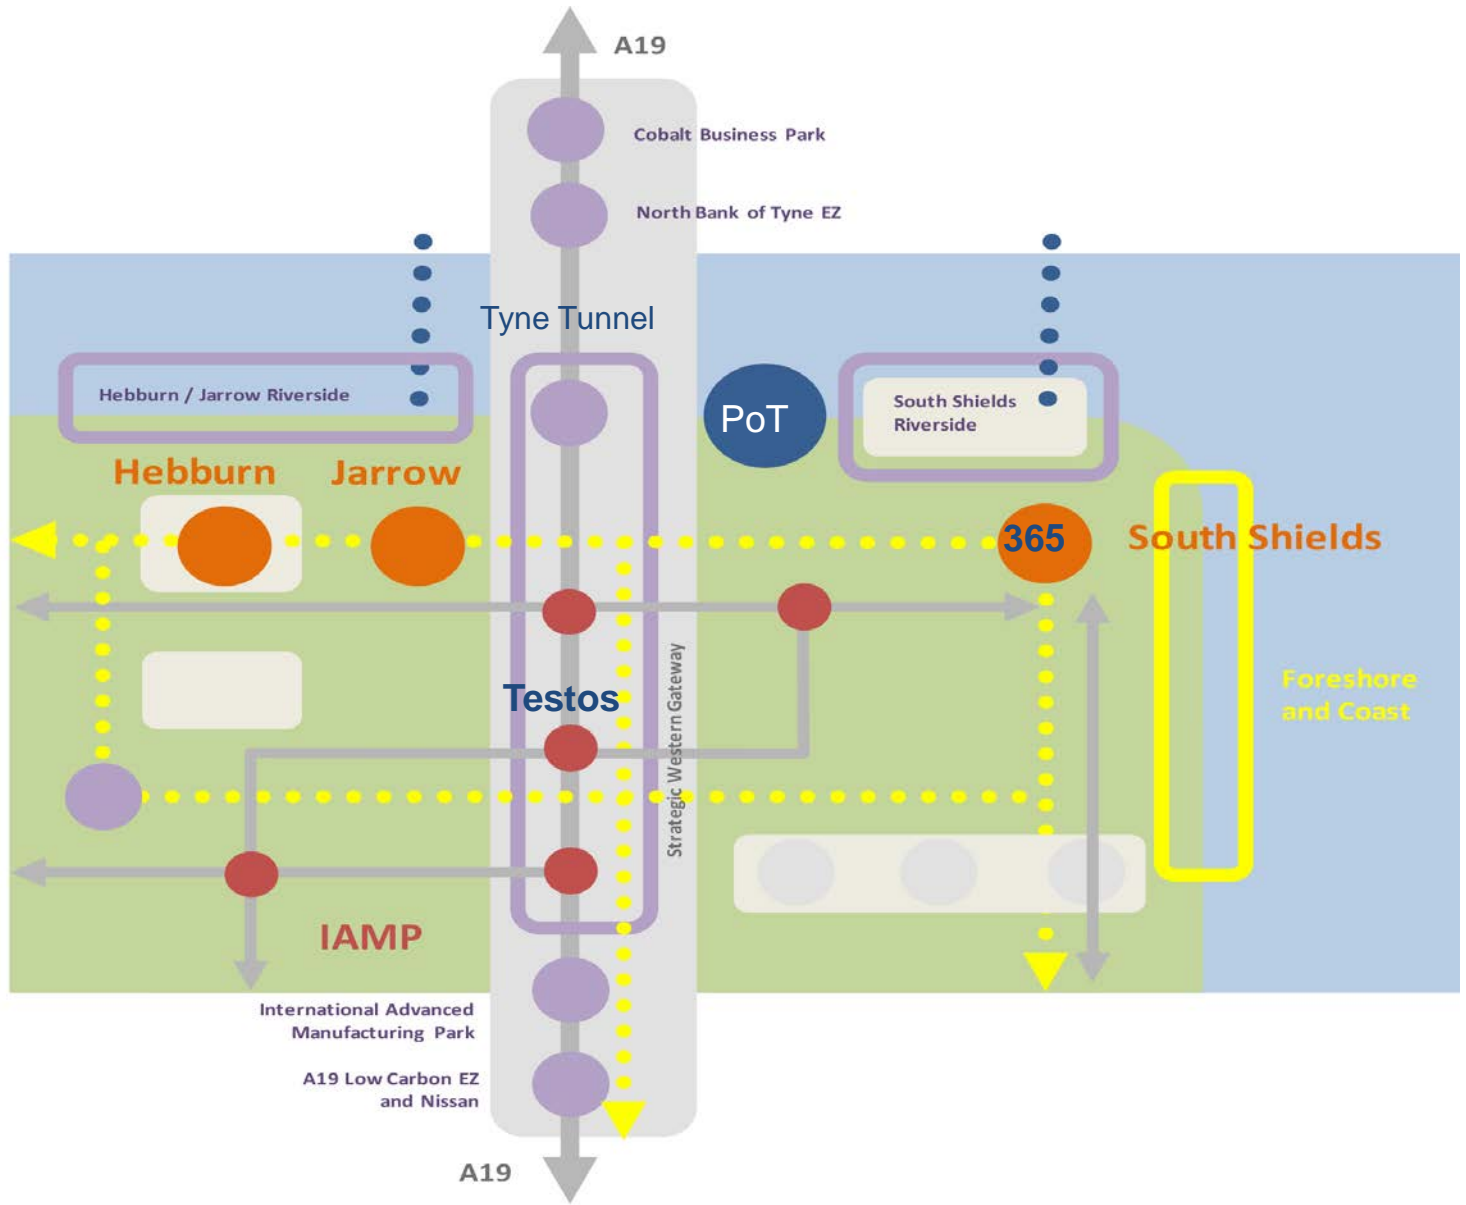 A19
Cobalt Business Park
North Bank of Tyne EZ
Tyne Tunnel
Hebburn / Jarrow Riverside
PoT
South Shields
Riverside
Hebburn
Jarrow
365
South Shields
Testos
Strategic Western Gateway
Foreshore
and Coast
IAMP
International Advanced
Manufacturing Park
A19 Low Carbon EZ
and Nissan
A19